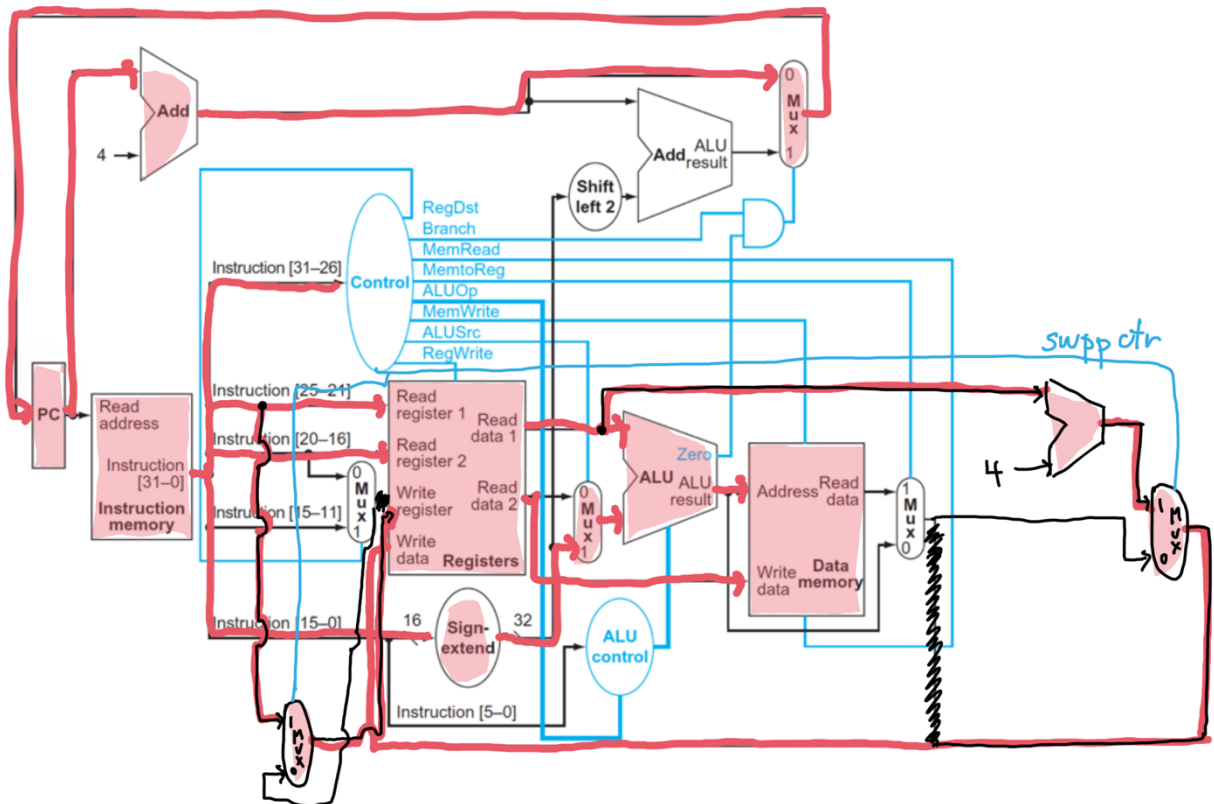 0
M
u
x
1
Add
4
Add ALU
result
Shift
left 2
RegDst
Branch
MemRead
MemtoReg
ALUOp
MemWrite
ALUSrc
RegWrite
Instruction [31–26]
Control
swpp ctr
PC
Read
address
Instruction
[31–0]
Instruction
memory
Instruction [25–21]
Instruction [20–16]
Instruction [15–11]
Instruction [15–0]
0
M
u
x
1
Read
register 1
Read
register 2
Write
register
Write
data
Read
data 1
Read
data 2
Registers
0
M
u
x
1
Zero
ALU ALU
result
Address
Read
data
Write
data
Data
memory
1
M
u
x
0
4
1
Mux
0
16
Sign-
extend
32
ALU
control
Instruction [5–0]
1
Mux
0